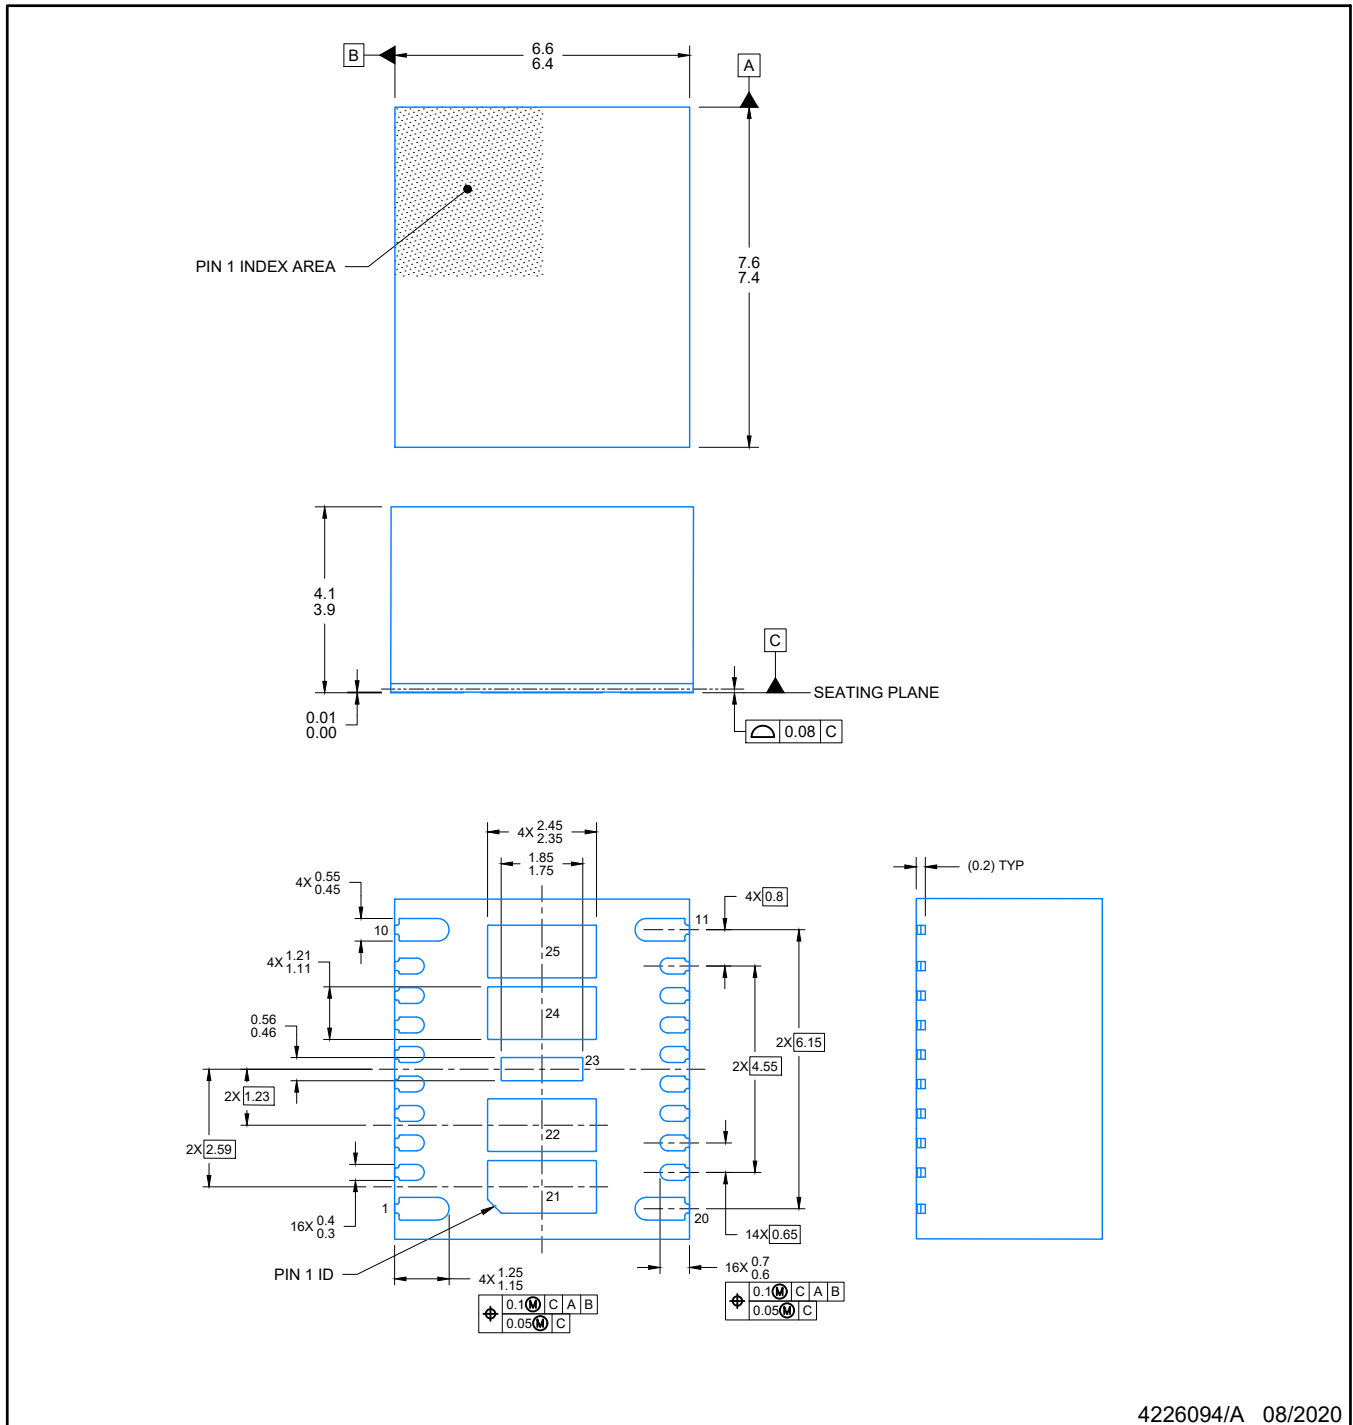 B
6.6
6.4
A
PIN 1 INDEX AREA
7.6
7.4
4.1
3.9
C
SEATING PLANE
0.01
0.00
0.08 C
4X 2.45
2.35
1.85
1.75
(0.2) TYP
4X 0.55
0.45
4X 0.8
10
11
25
4X 1.21
1.11
24
0.56
0.46
23
2X 6.15
2X 4.55
2X 1.23
22
2X 2.59
21
1
20
16X 0.4
0.3
14X 0.65
PIN 1 ID
4X 1.25
1.15
16X 0.7
0.6
0.1 Ⓜ C A B
0.05 Ⓜ C
0.1 Ⓜ C A B
0.05 Ⓜ C
4226094/A 08/2020